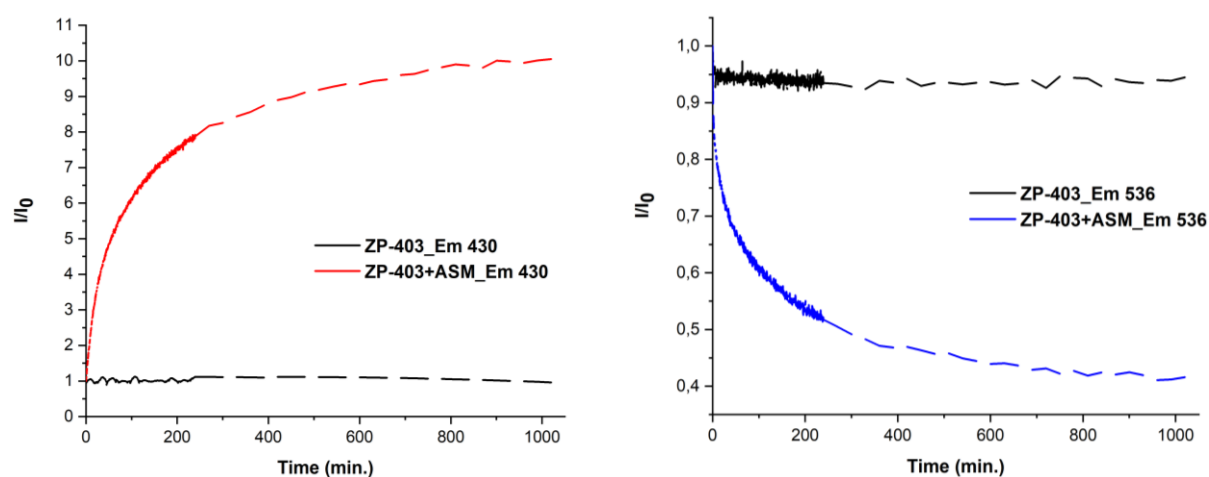 11
10
9
8
7
6
5
4
3
2
1
0
I/I0
ZP-403_Em 430
ZP-403+ASM_Em 430
0 200 400 600 800 1000
Time (min.)
1,0
0,9
0,8
0,7
0,6
0,5
0,4
I/I0
ZP-403_Em 536
ZP-403+ASM_Em 536
0 200 400 600 800 1000
Time (min.)